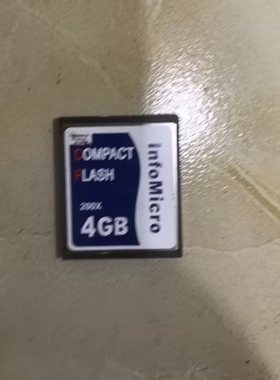 COMPACT
FLASH
200X
4GB
InfoMicro